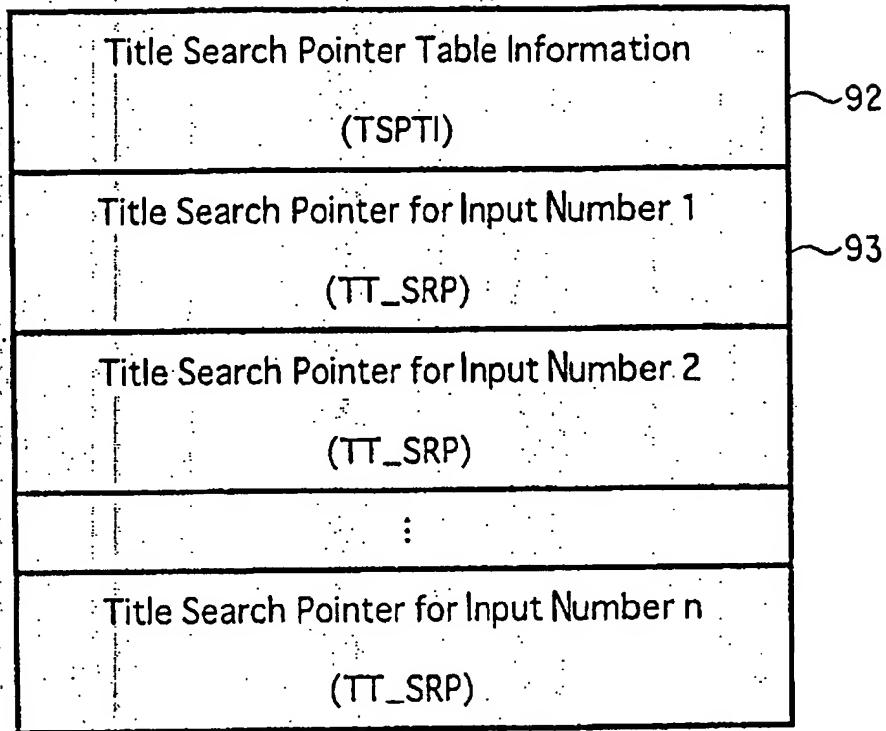 Title Search Pointer Table Information
(TSPTI)
92
Title Search Pointer for Input Number 1
(TT_SRP)
93
Title Search Pointer for Input Number 2
(TT_SRP)
⋮
Title Search Pointer for Input Number n
(TT_SRP)